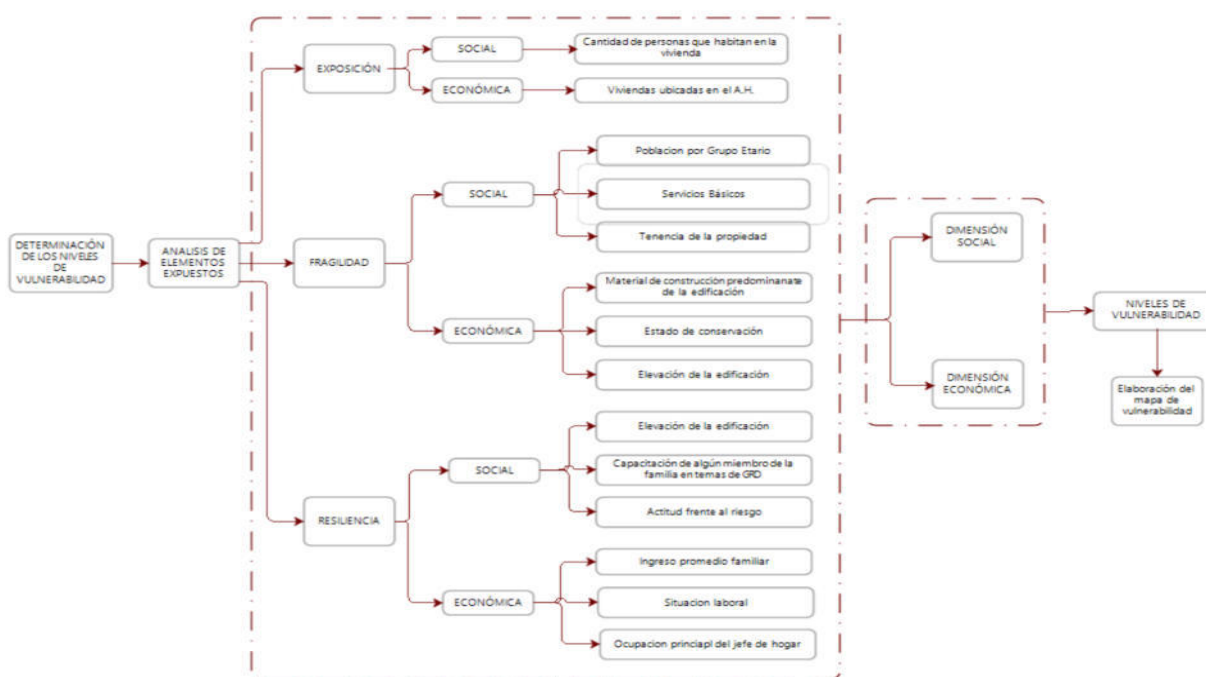 DETERMINACIÓN
DE LOS NIVELES
DE
VULNERABILIDAD
ANALISIS DE
ELEMENTOS
EXPUESTOS
EXPOSICIÓN
SOCIAL
Cantidad de personas que habitan en la
vivienda
ECONÓMICA
Viviendas ubicadas en el A.H.
FRAGILIDAD
SOCIAL
Poblacion por Grupo Etario
Servicios Básicos
Tenencia de la propiedad
ECONÓMICA
Material de construcción predominanate
de la edificación
Estado de conservación
Elevación de la edificación
RESILIENCIA
SOCIAL
Elevación de la edificación
Capacitación de algún miembro de la
familia en temas de GRD
Actitud frente al riesgo
ECONÓMICA
Ingreso promedio familiar
Situacion laboral
Ocupacion princiapl del jefe de hogar
DIMENSIÓN
SOCIAL
DIMENSIÓN
ECONÓMICA
NIVELES DE
VULNERABILIDAD
Elaboración del
mapa de
vulnerabilidad